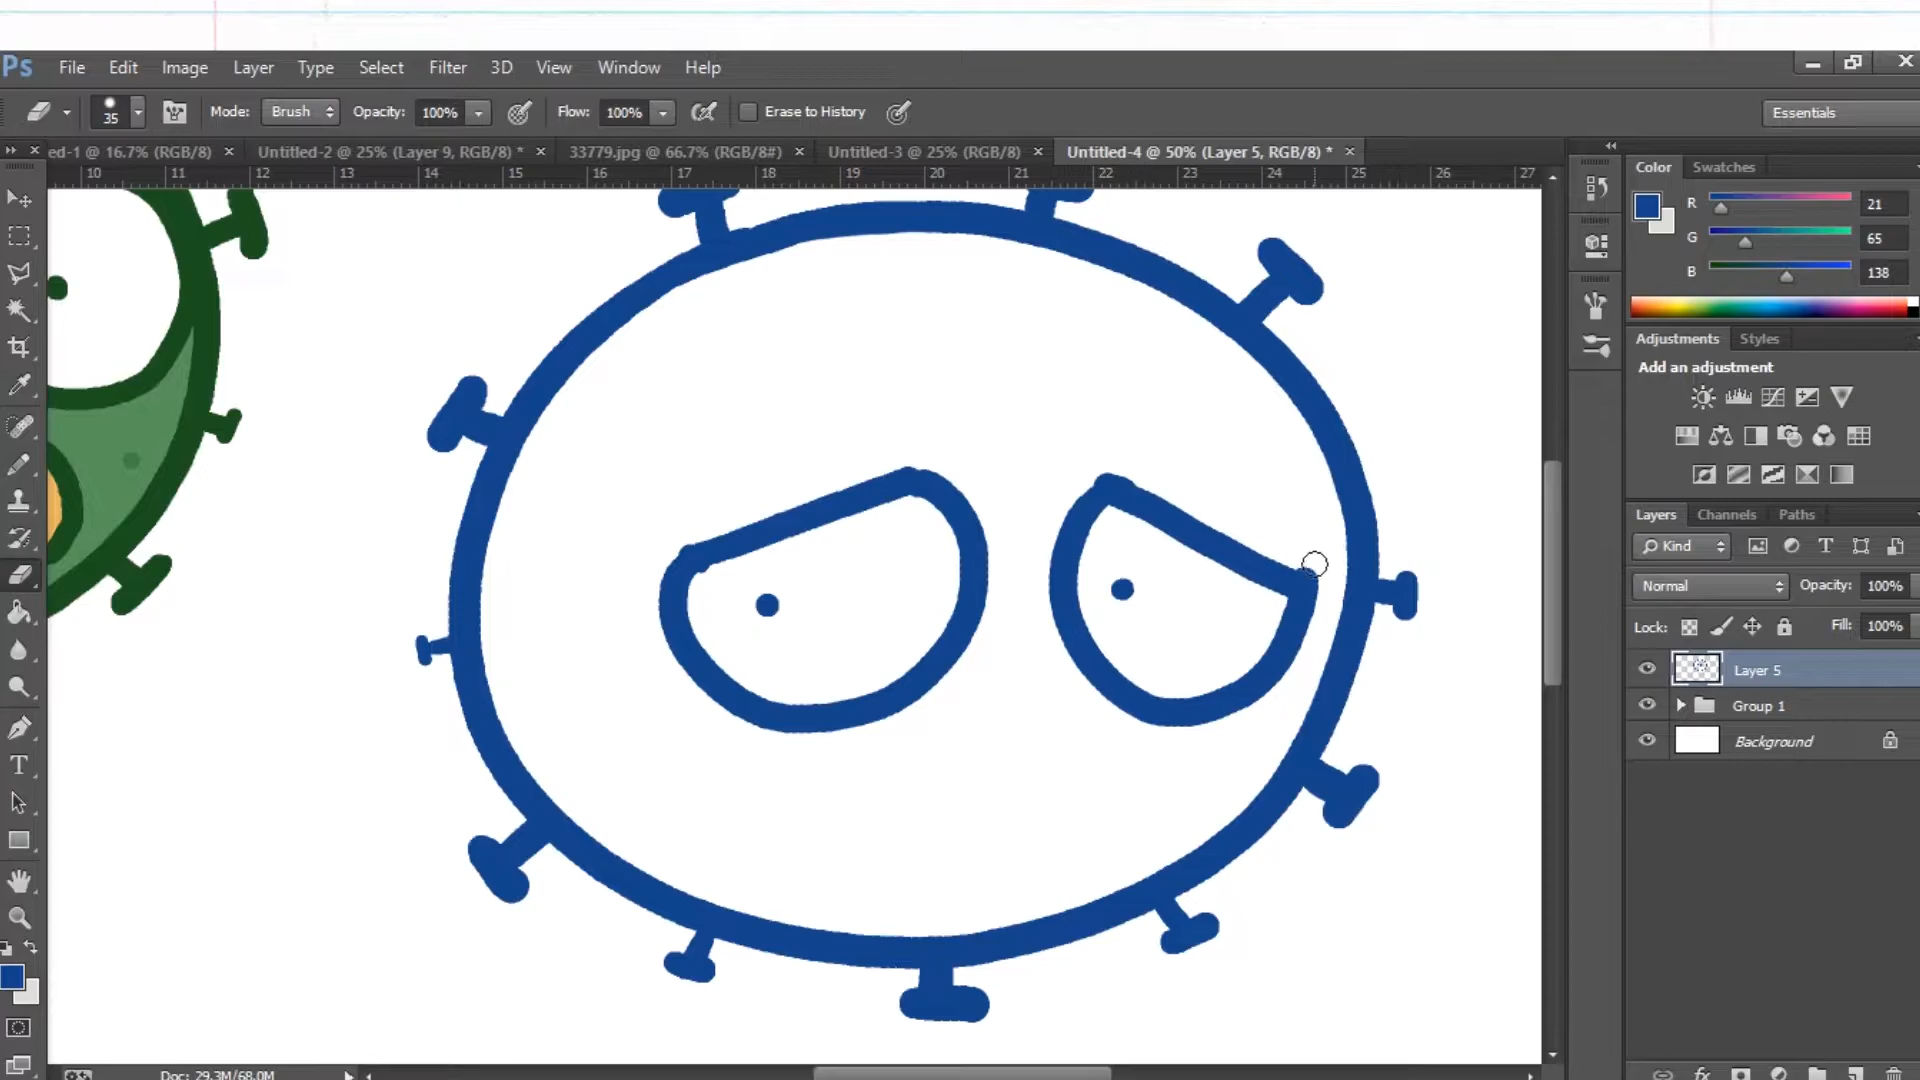 Ps File Edit Image Layer Type Select Filter 3D View Window Help
35 Mode: Brush Opacity: 100% Flow: 100% Erase to History Essentials
ed-1 @ 16.7% (RGB/8) Untitled-2 @ 25% (Layer 9, RGB/8) * 33779.jpg @ 66.7% (RGB/8#) Untitled-3 @ 25% (RGB/8) Untitled-4 @ 50% (Layer 5, RGB/8) *
10 11 12 13 14 15 16 17 18 19 20 21 22 23 24 25 26 27
Color Swatches
R 21
G 65
B 138
Adjustments Styles
Add an adjustment
Layers Channels Paths
Kind
Normal Opacity: 100%
Lock: Fill: 100%
Layer 5
Group 1
Background
Doc: 29.3M/68.0M